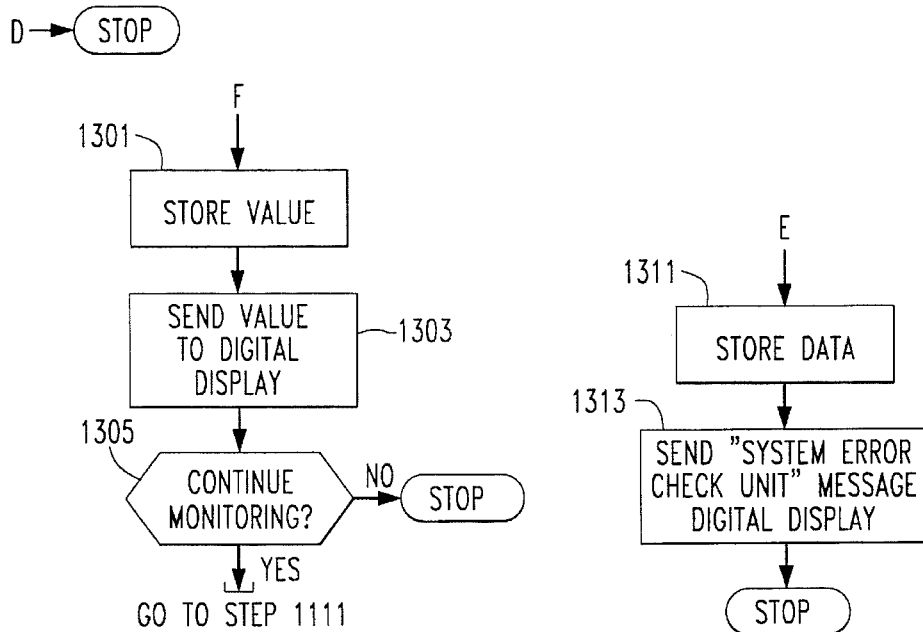 D
STOP
F
1301
STORE VALUE
SEND VALUE
TO DIGITAL
DISPLAY
1303
1305
CONTINUE
MONITORING?
NO
STOP
YES
GO TO STEP 1111
E
1311
STORE DATA
1313
SEND "SYSTEM ERROR
CHECK UNIT" MESSAGE
DIGITAL DISPLAY
STOP